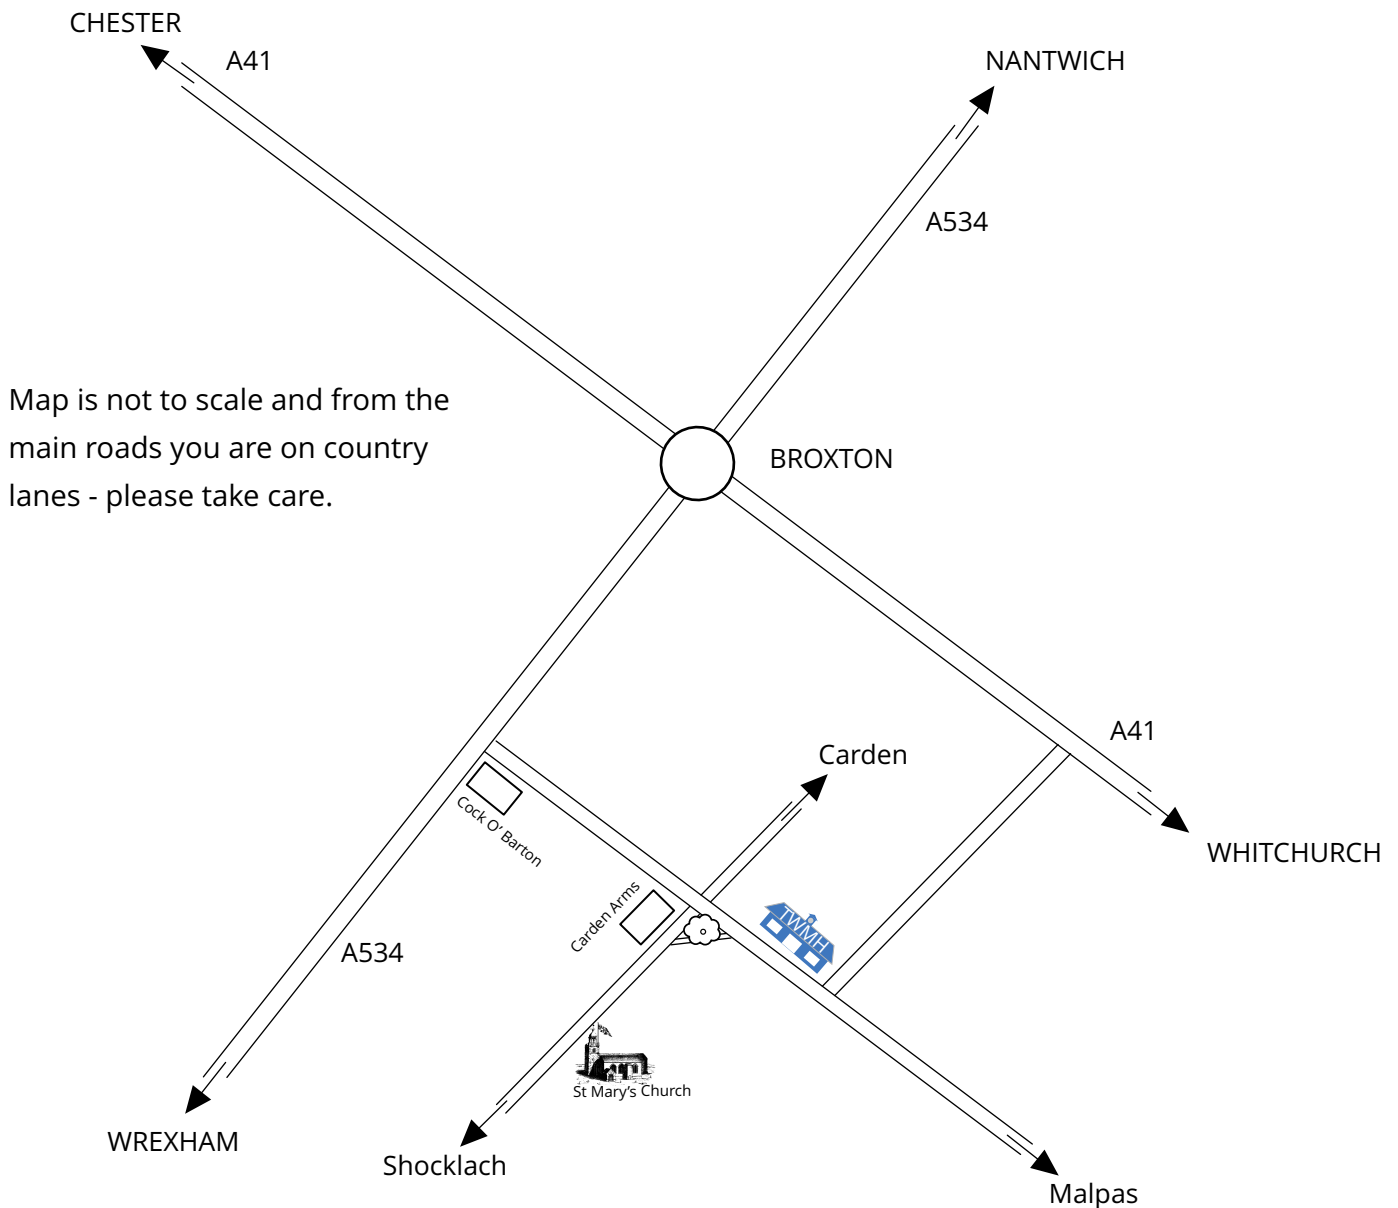 CHESTER
A41
NANTWICH
A534
Map is not to scale and from the
main roads you are on country
lanes - please take care.
BROXTON
A41
Carden
WHITCHURCH
Cock O’ Barton
Carden Arms
TWMH
A534
St Mary’s Church
WREXHAM
Shocklach
Malpas